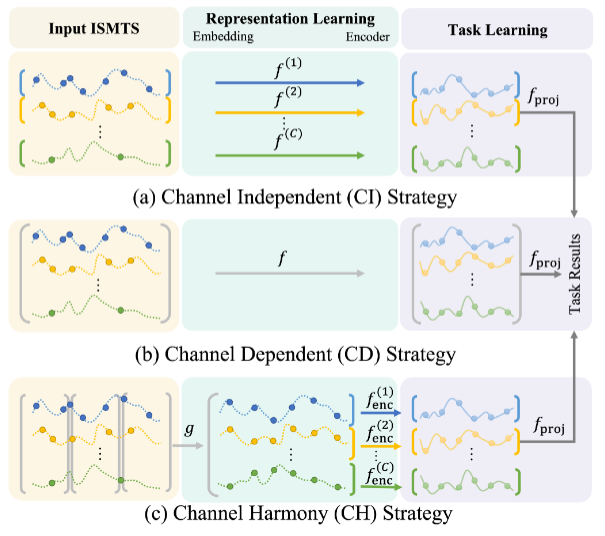 Input ISMTS
Representation Learning
Embedding
Encoder
Task Learning
f^(1)
f^(2)
⋮
f^(C)
⋮
⋮
f_proj
(a) Channel Independent (CI) Strategy
f
⋮
⋮
f_proj
Task Results
(b) Channel Dependent (CD) Strategy
g
f_enc^(1)
f_enc^(2)
⋮
f_enc^(C)
⋮
⋮
⋮
f_proj
(c) Channel Harmony (CH) Strategy